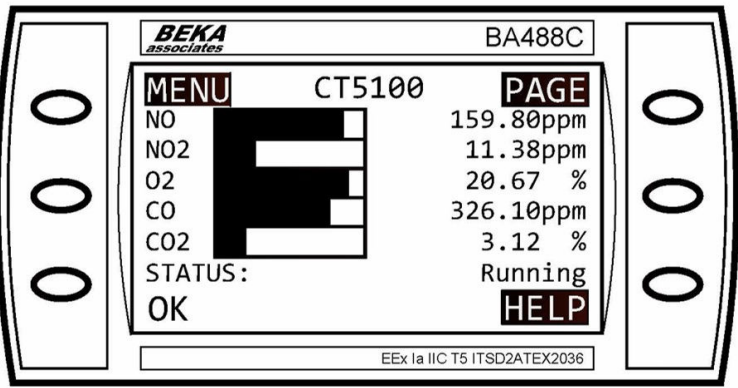 BEKA BA488C
associates
MENU CT5100 PAGE
NO 159.80ppm
NO2 11.38ppm
O2 20.67 %
CO 326.10ppm
CO2 3.12 %
STATUS: Running
OK HELP
EEx Ia IIC T5 ITSD2ATEX2036